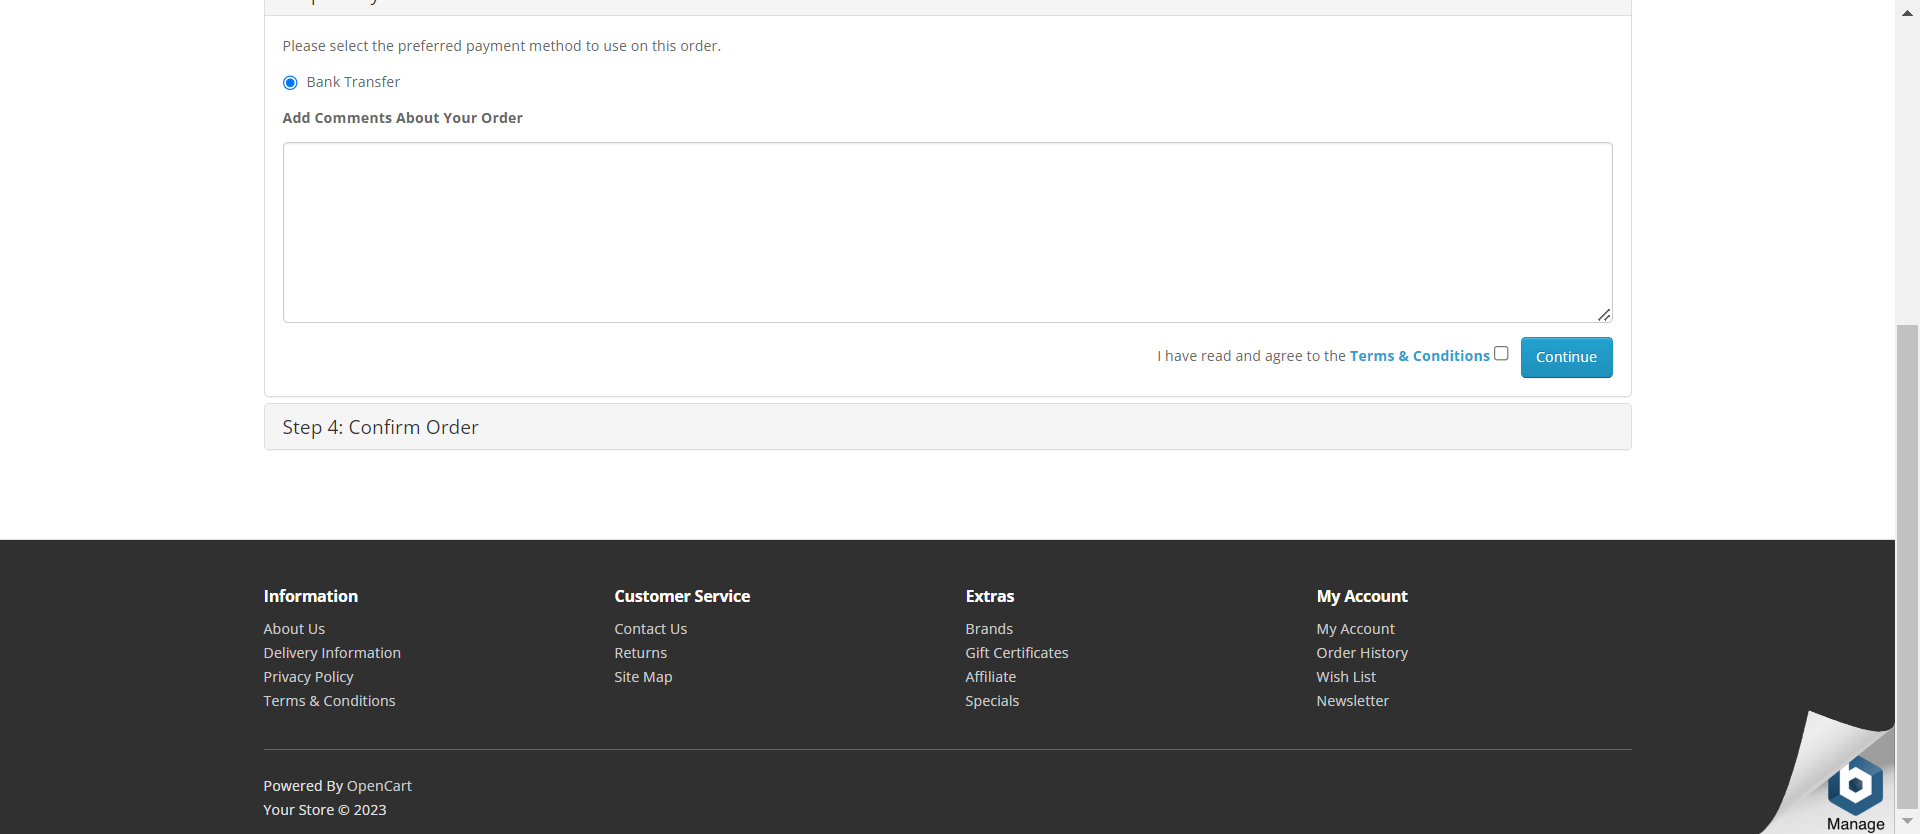 Please select the preferred payment method to use on this order.
Bank Transfer
Add Comments About Your Order
I have read and agree to the Terms & Conditions
Continue
Step 4: Confirm Order
Information
About Us
Delivery Information
Privacy Policy
Terms & Conditions
Customer Service
Contact Us
Returns
Site Map
Extras
Brands
Gift Certificates
Affiliate
Specials
My Account
My Account
Order History
Wish List
Newsletter
Powered By OpenCart
Your Store © 2023
Manage